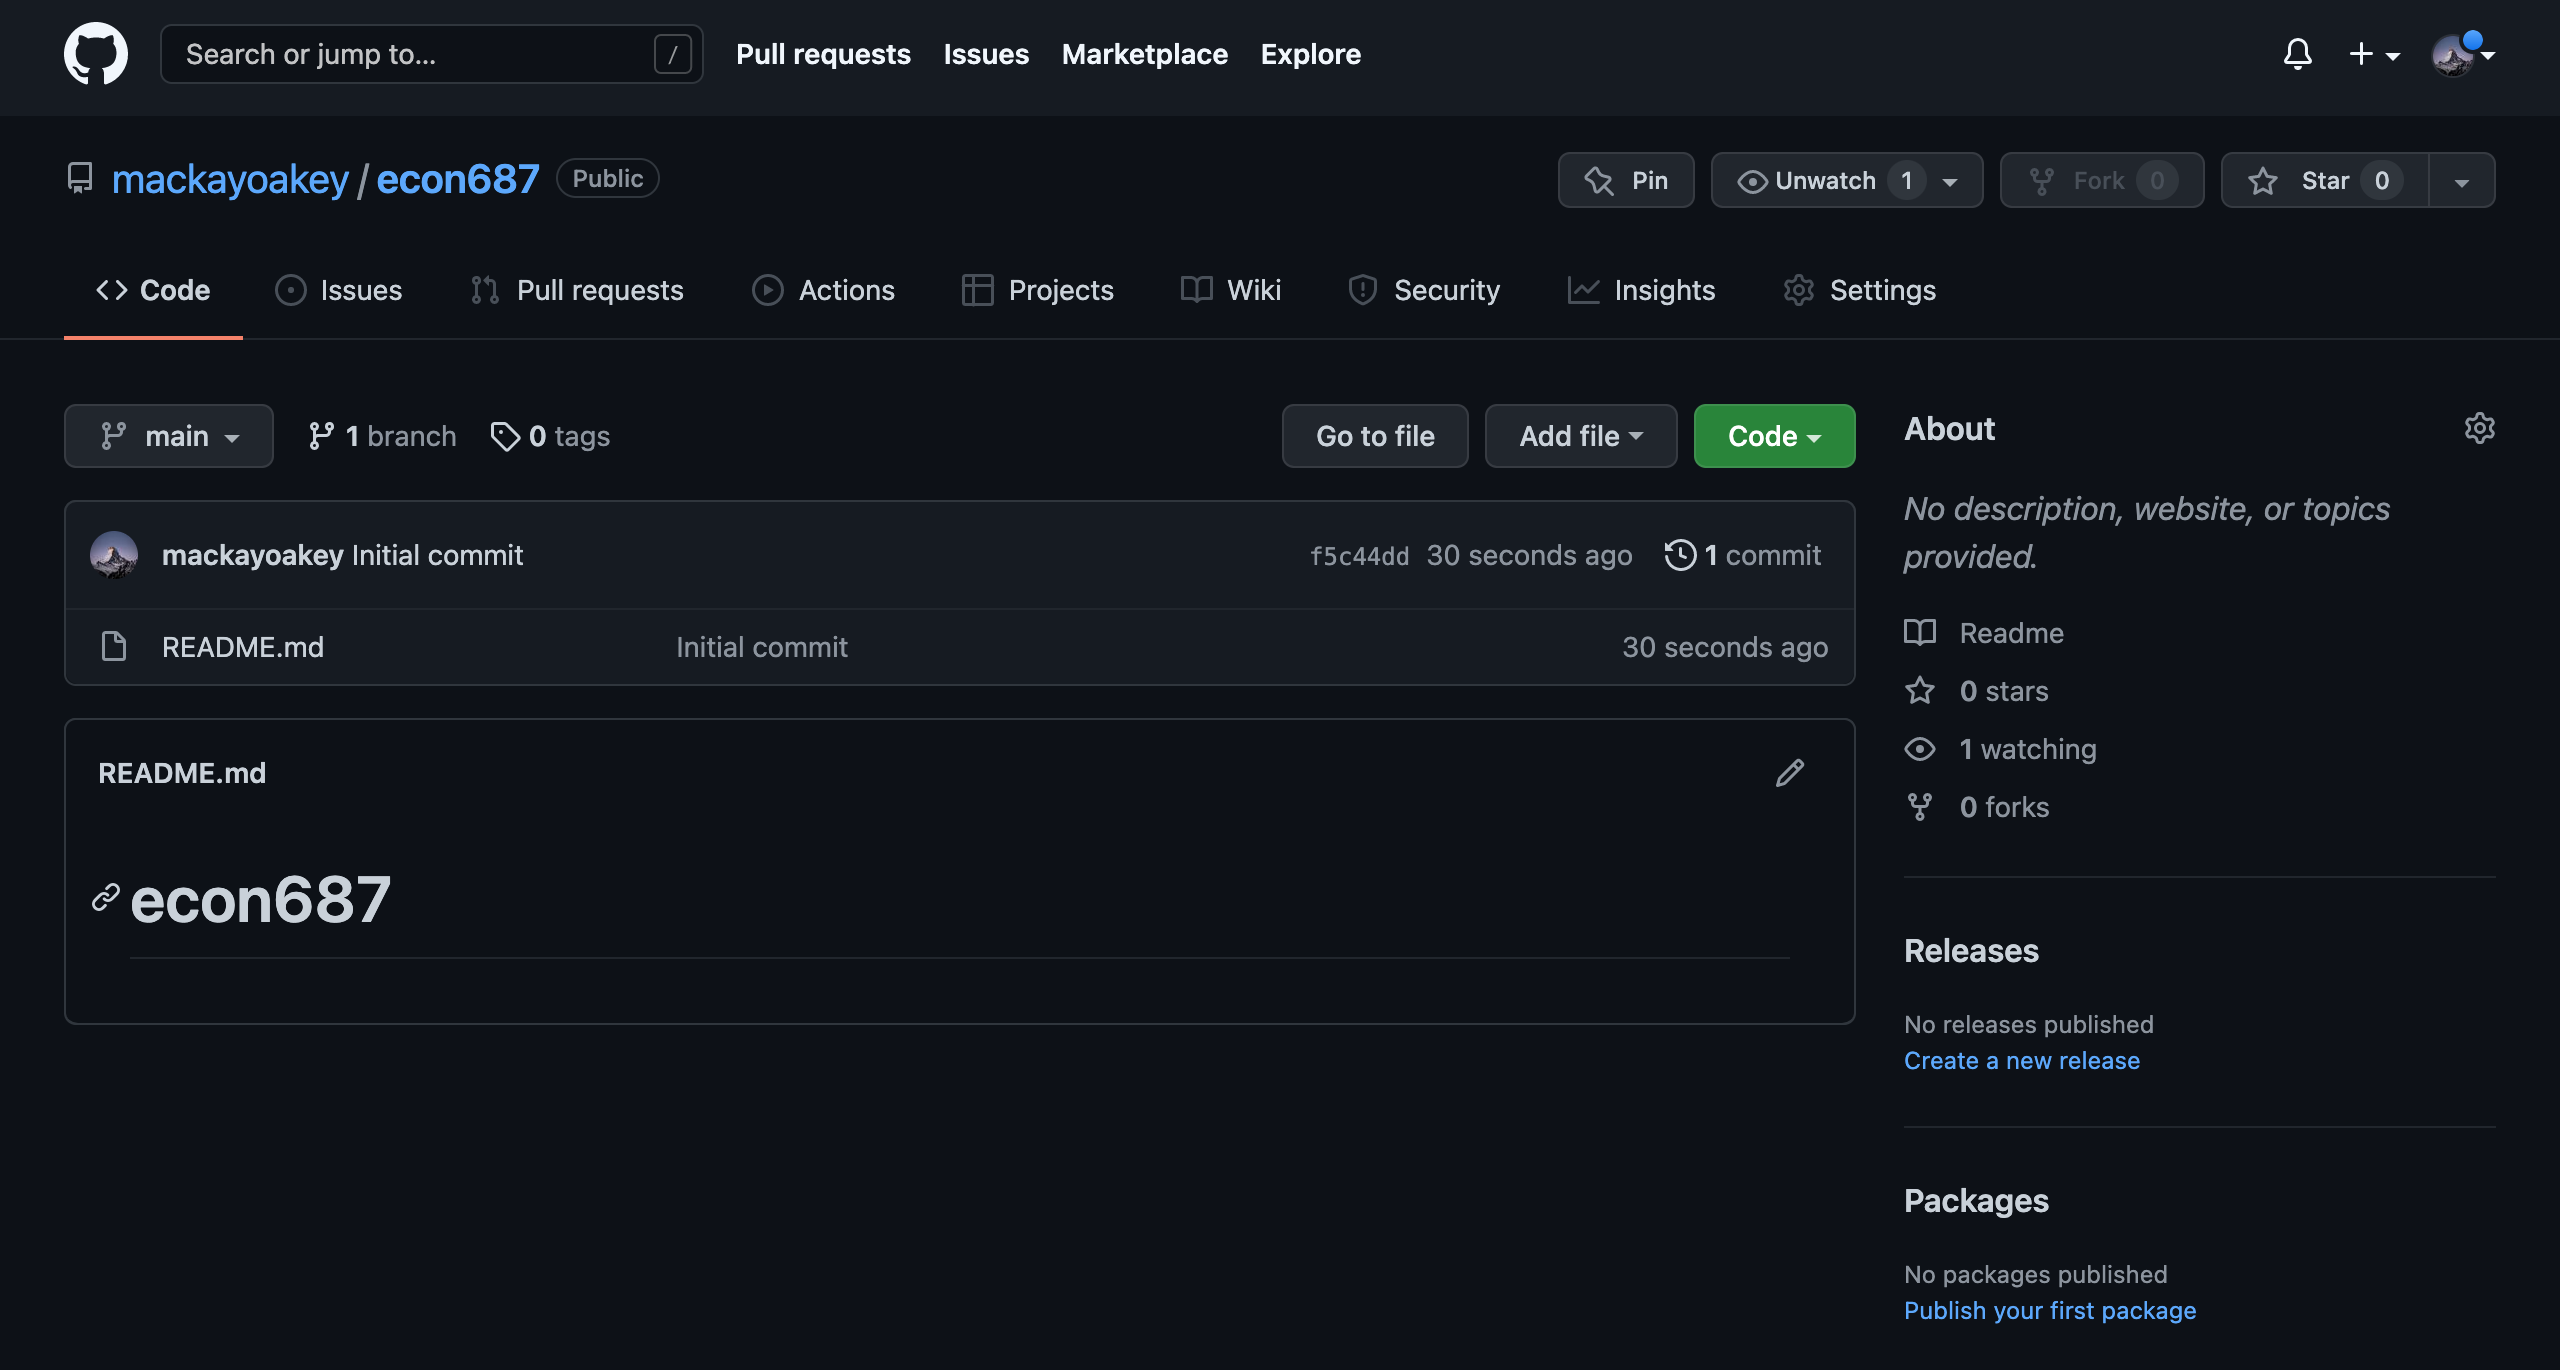 Search or jump to... / Pull requests Issues Marketplace Explore
mackayoakey / econ687 Public Pin Unwatch 1 Fork 0 Star 0
Code Issues Pull requests Actions Projects Wiki Security Insights Settings
main 1 branch 0 tags Go to file Add file Code
mackayoakey Initial commit f5c44dd 30 seconds ago 1 commit
README.md Initial commit 30 seconds ago
README.md
econ687
About
No description, website, or topics
provided.
Readme
0 stars
1 watching
0 forks
Releases
No releases published
Create a new release
Packages
No packages published
Publish your first package